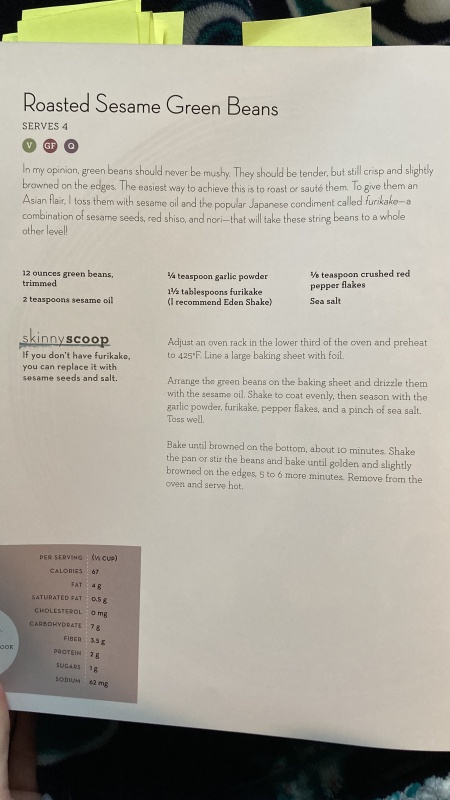 Roasted Sesame Green Beans
SERVES 4
V GF Q
In my opinion, green beans should never be mushy. They should be tender, but still crisp and slightly
browned on the edges. The easiest way to achieve this is to roast or sauté them. To give them an
Asian flair, I toss them with sesame oil and the popular Japanese condiment called furikake—a
combination of sesame seeds, red shiso, and nori—that will take these string beans to a whole
other level!
12 ounces green beans,
trimmed
2 teaspoons sesame oil
¼ teaspoon garlic powder
1½ tablespoons furikake
(I recommend Eden Shake)
⅛ teaspoon crushed red
pepper flakes
Sea salt
skinnyscoop
If you don't have furikake,
you can replace it with
sesame seeds and salt.
Adjust an oven rack in the lower third of the oven and preheat
to 425°F. Line a large baking sheet with foil.
Arrange the green beans on the baking sheet and drizzle them
with the sesame oil. Shake to coat evenly, then season with the
garlic powder, furikake, pepper flakes, and a pinch of sea salt.
Toss well.
Bake until browned on the bottom, about 10 minutes. Shake
the pan or stir the beans and bake until golden and slightly
browned on the edges, 5 to 6 more minutes. Remove from the
oven and serve hot.
PER SERVING (½ CUP)
CALORIES 67
FAT 4 g
SATURATED FAT 0.5 g
CHOLESTEROL 0 mg
CARBOHYDRATE 7 g
FIBER 3.5 g
PROTEIN 2 g
SUGARS 1 g
SODIUM 62 mg